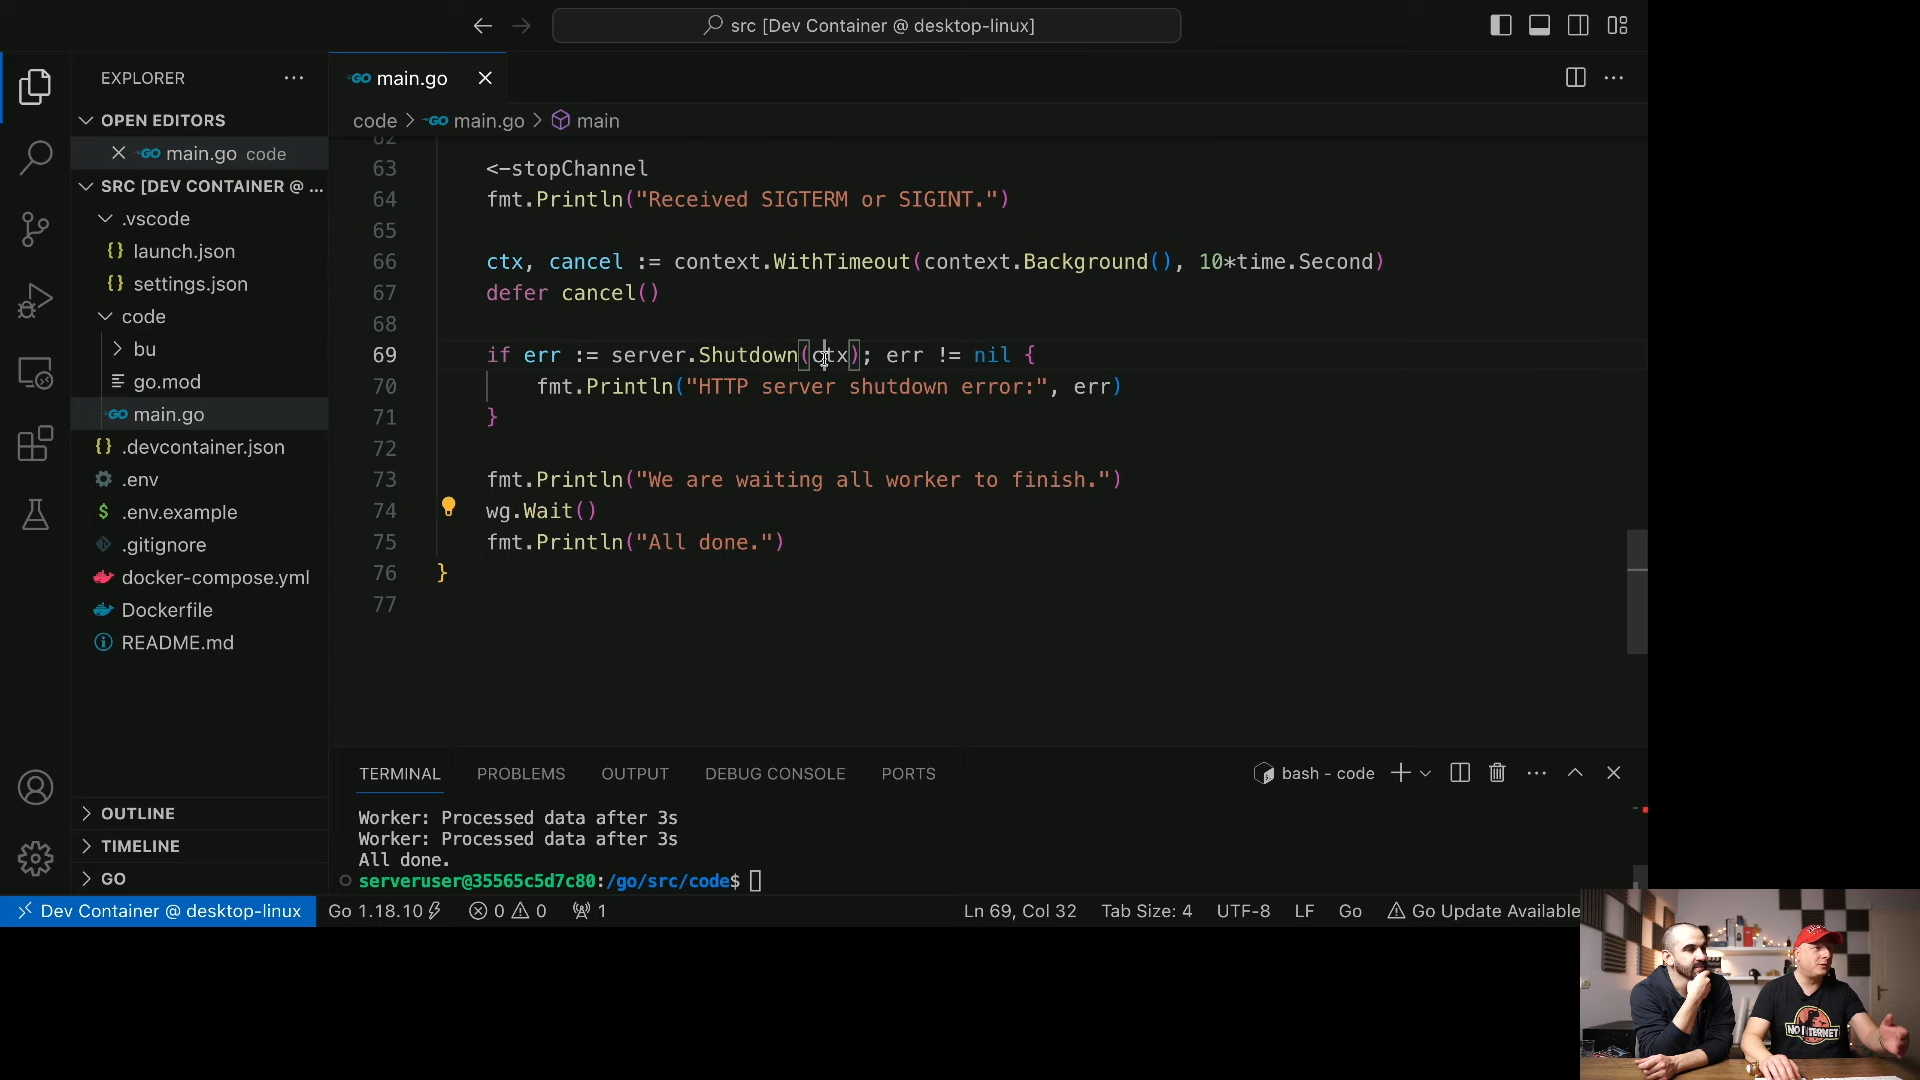 src [Dev Container @ desktop-linux]
EXPLORER
main.go
OPEN EDITORS
code > main.go > main
main.go code
62
SRC [DEV CONTAINER @ ...
63 <-stopChannel
.vscode
64 fmt.Println("Received SIGTERM or SIGINT.")
launch.json
65
settings.json
66 ctx, cancel := context.WithTimeout(context.Background(), 10*time.Second)
67 defer cancel()
code
68
bu
69 if err := server.Shutdown(ctx); err != nil {
go.mod
70 fmt.Println("HTTP server shutdown error:", err)
main.go
71 }
.devcontainer.json
72
.env
73 fmt.Println("We are waiting all worker to finish.")
.env.example
74 wg.Wait()
.gitignore
75 fmt.Println("All done.")
docker-compose.yml
76 }
Dockerfile
77
README.md
TERMINAL PROBLEMS OUTPUT DEBUG CONSOLE PORTS
bash - code
OUTLINE
Worker: Processed data after 3s
TIMELINE
Worker: Processed data after 3s
All done.
GO
serveruser@35565c5d7c80:/go/src/code$
Dev Container @ desktop-linux Go 1.18.10 0 0 1 Ln 69, Col 32 Tab Size: 4 UTF-8 LF Go Go Update Available
NO INTERNET